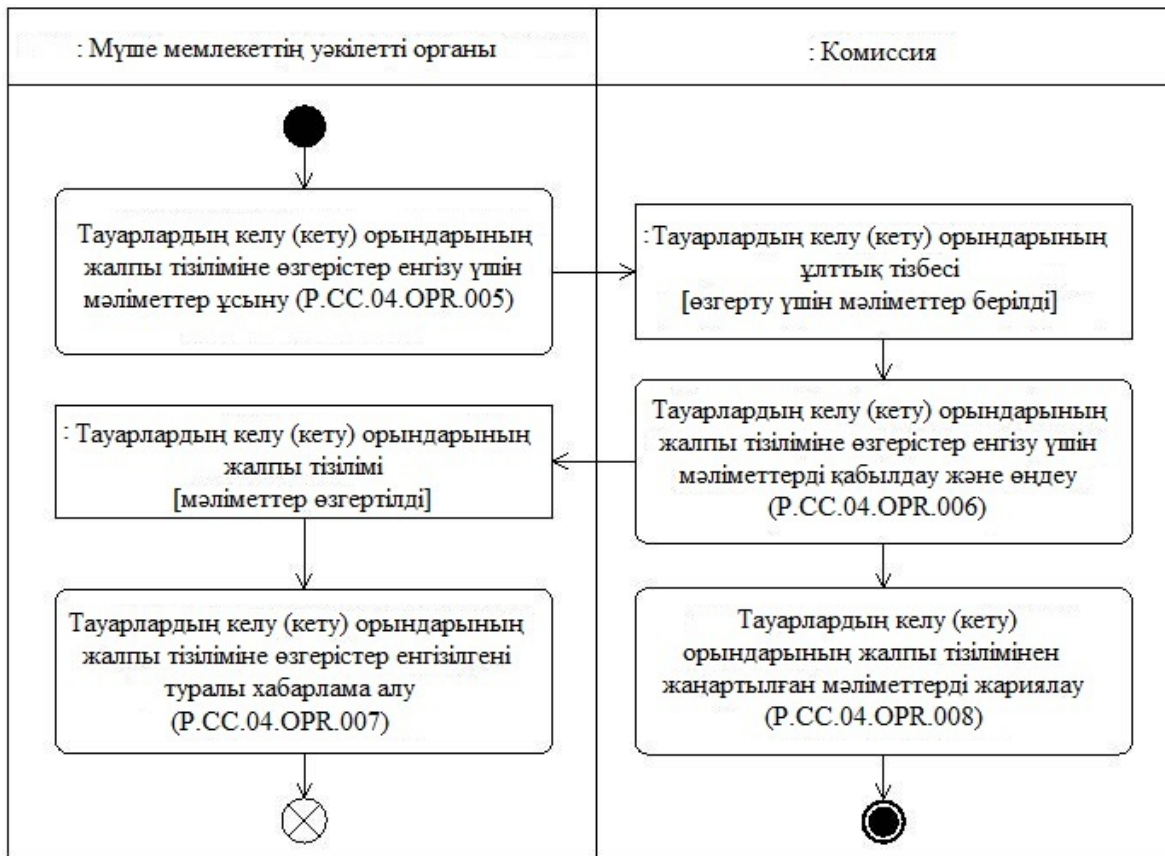 : Мүше мемлекеттің уәкілетті органы
: Комиссия
Тауарлардың келу (кету) орындарының
жалпы тізіліміне өзгерістер енгізу үшін
мәліметтер ұсыну (P.CC.04.OPR.005)
:Тауарлардың келу (кету) орындарының
ұлттық тізбесі
[өзгерту үшін мәліметтер берілді]
: Тауарлардың келу (кету) орындарының
жалпы тізілімі
[мәліметтер өзгертілді]
Тауарлардың келу (кету) орындарының
жалпы тізіліміне өзгерістер енгізу үшін
мәліметтерді қабылдау және өңдеу
(P.CC.04.OPR.006)
Тауарлардың келу (кету) орындарының
жалпы тізіліміне өзгерістер енгізілгені
туралы хабарлама алу
(P.CC.04.OPR.007)
Тауарлардың келу (кету)
орындарының жалпы тізілімінен
жаңартылған мәліметтерді жариялау
(P.CC.04.OPR.008)